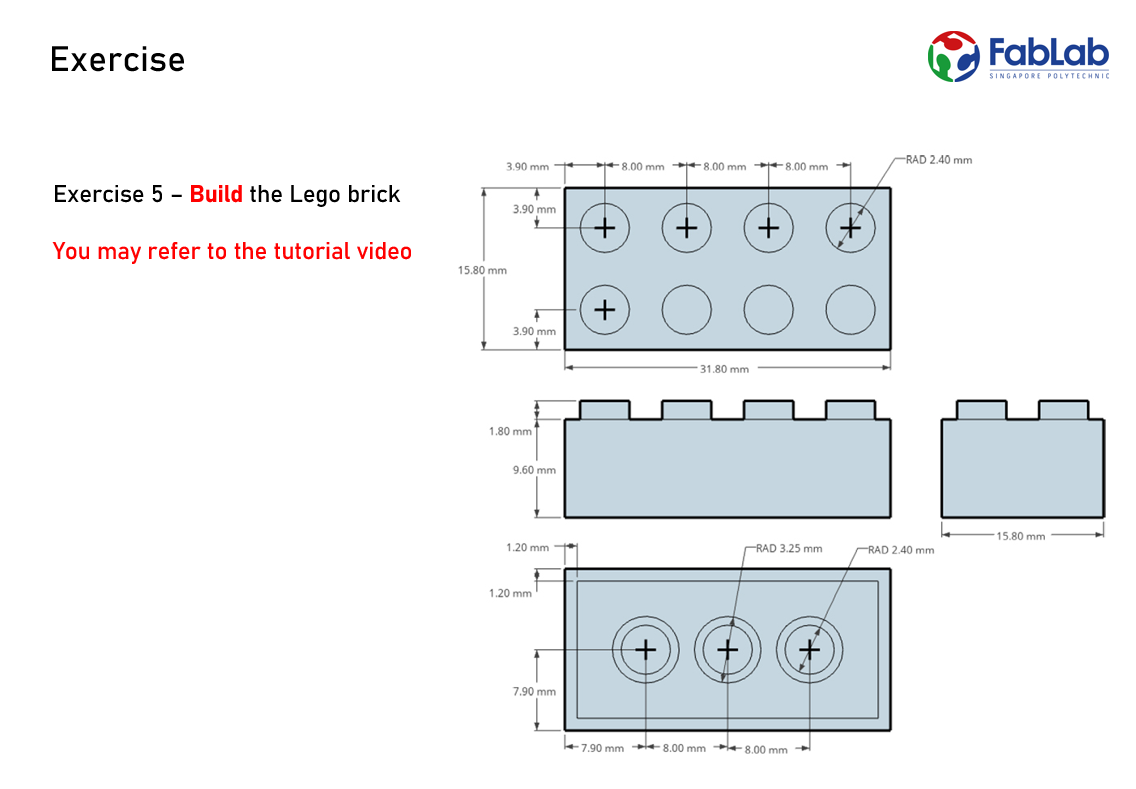 Exercise
FabLab
SINGAPORE POLYTECHNIC
Exercise 5 – Build the Lego brick
You may refer to the tutorial video
3.90 mm
8.00 mm
8.00 mm
8.00 mm
RAD 2.40 mm
3.90 mm
15.80 mm
3.90 mm
31.80 mm
1.80 mm
9.60 mm
15.80 mm
1.20 mm
RAD 3.25 mm
RAD 2.40 mm
1.20 mm
7.90 mm
7.90 mm
8.00 mm
8.00 mm